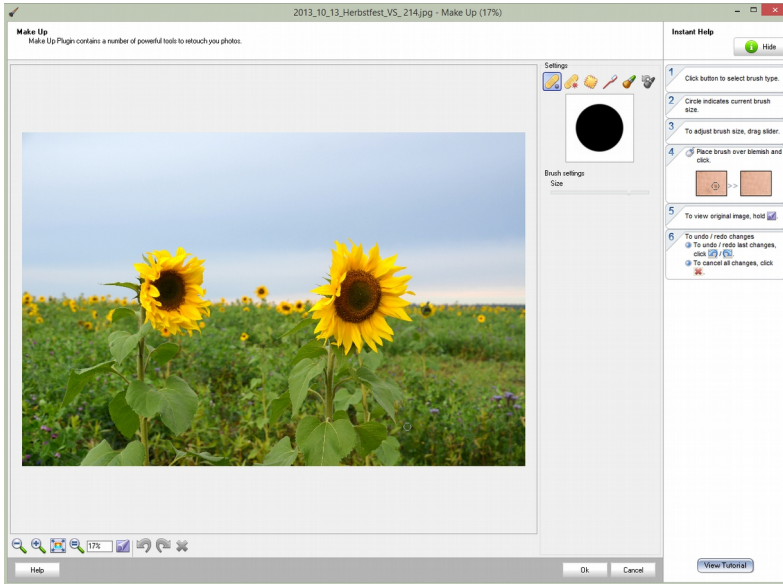 2013_10_13_Herbstfest_VS_ 214.jpg - Make Up (17%)
Make Up
Make Up Plugin contains a number of powerful tools to retouch you photos.
Instant Help
Hide
Settings
Brush settings
Size
1
Click button to select brush type.
2
Circle indicates current brush
size.
3
To adjust brush size, drag slider.
4
Place brush over blemish and
click.
>>
5
To view original image, hold .
6
To undo / redo changes
To undo / redo last changes,
click / .
To cancel all changes, click
.
17%
Help
Ok
Cancel
View Tutorial